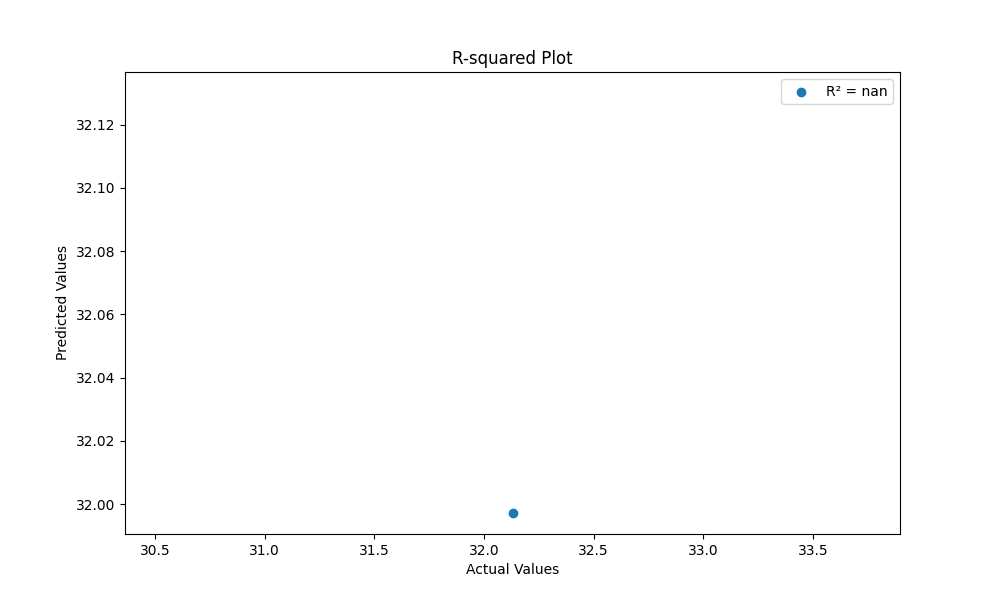 R-squared Plot
R² = nan
32.12
32.10
32.08
32.06
32.04
32.02
32.00
Predicted Values
30.5 31.0 31.5 32.0 32.5 33.0 33.5
Actual Values